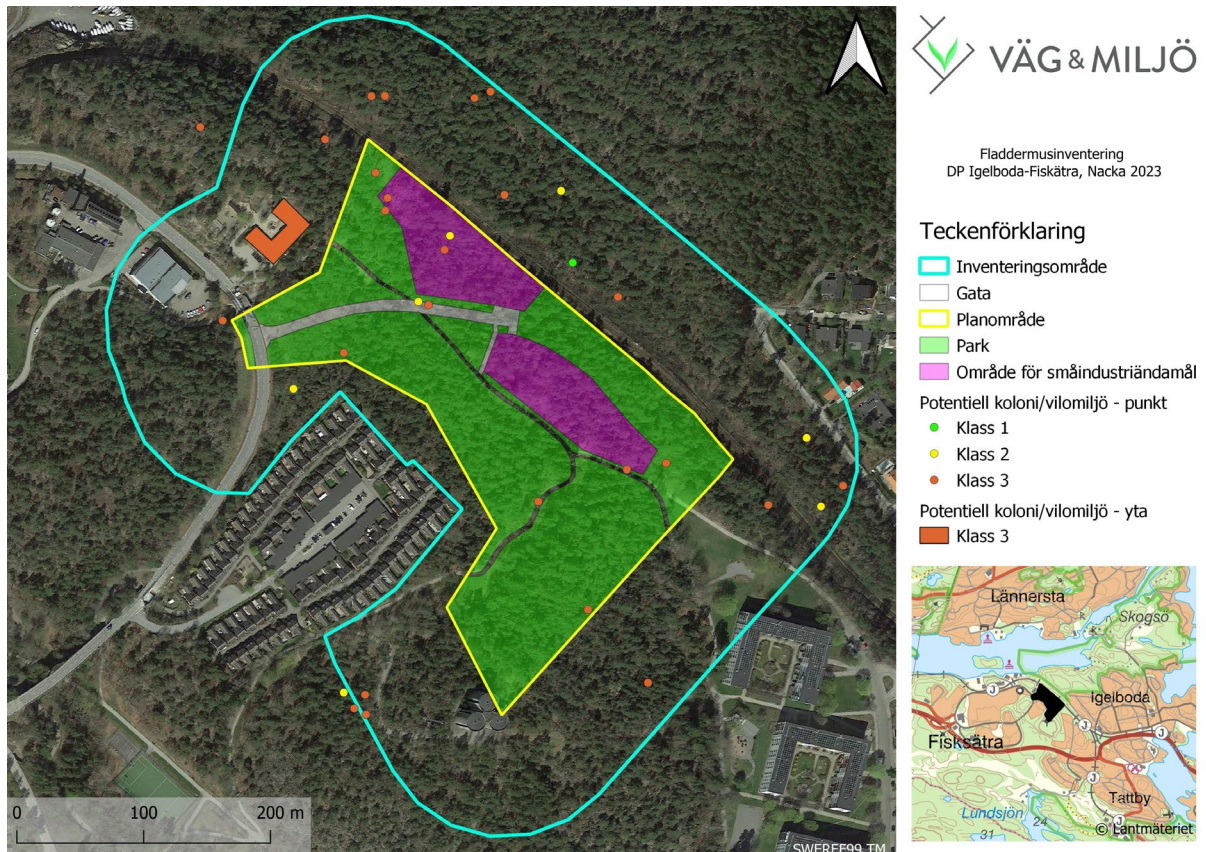 VÄG & MILJÖ
Fladdermusinventering
DP Igelboda-Fiskätra, Nacka 2023
Teckenförklaring
Inventeringsområde
Gata
Planområde
Park
Område för småindustriändamål
Potentiell koloni/vilomiljö - punkt
Klass 1
Klass 2
Klass 3
Potentiell koloni/vilomiljö - yta
Klass 3
Lännersta
Skogsö
J
Igelboda
J
J
Fisksätra
J
Tattby
Lundsjön
24
31
© Lantmäteriet
0
100
200 m
SWEREF99 TM